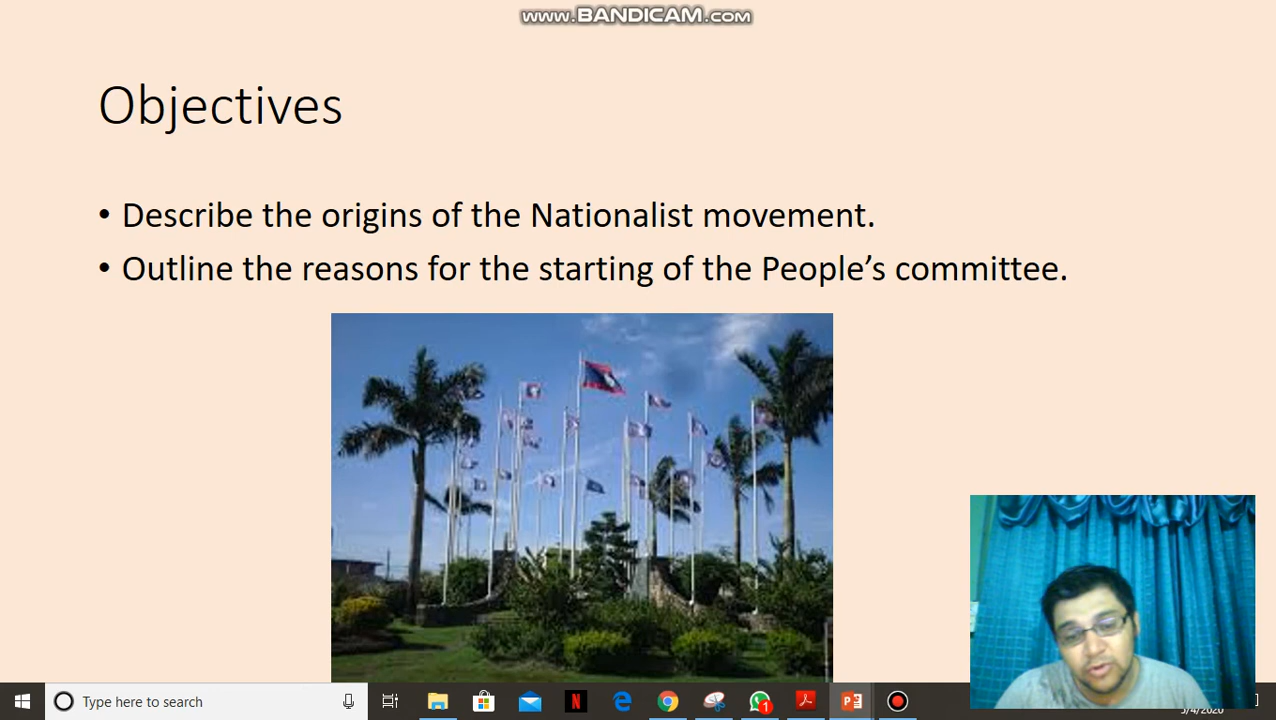 www.BANDICAM.com
Objectives
• Describe the origins of the Nationalist movement.
• Outline the reasons for the starting of the People’s committee.
Type here to search
1